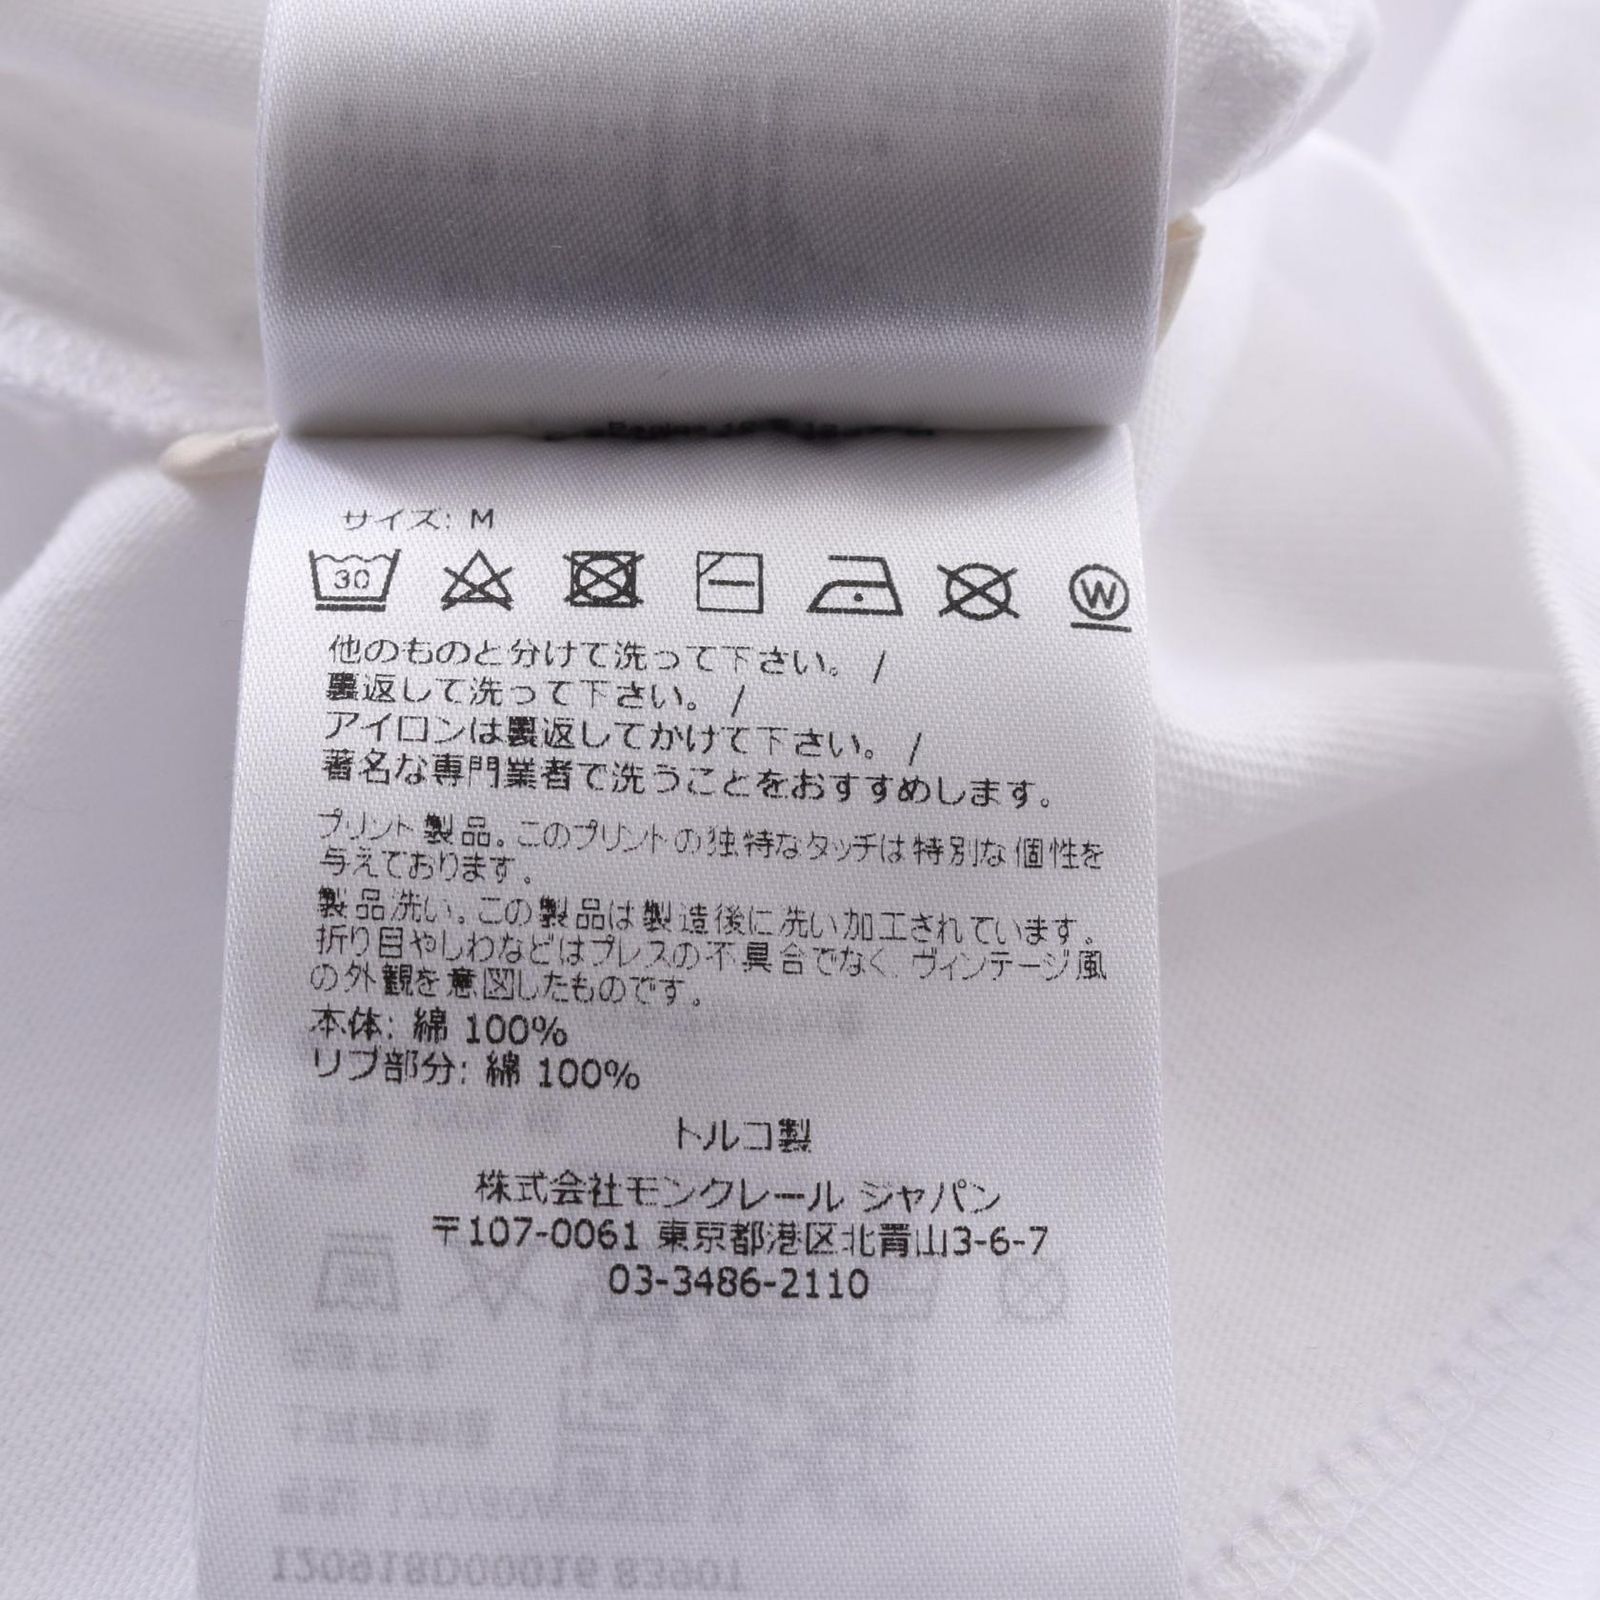 サイズ: M
30
W
他のものと分けて洗って下さい。 /
裏返して洗って下さい。 /
アイロンは裏返してかけて下さい。 /
著名な専門業者で洗うことをおすすめします。
プリント製品。このプリントの独特なタッチは特別な個性を
与えております。
製品洗い。この製品は製造後に洗い加工されています。
折り目やしわなどはプレスの不具合でなく、ヴィンテージ風
の外観を意図したものです。
本体: 綿 100%
リブ部分: 綿 100%
トルコ製
株式会社モンクレール ジャパン
〒107-0061 東京都港区北青山3-6-7
03-3486-2110